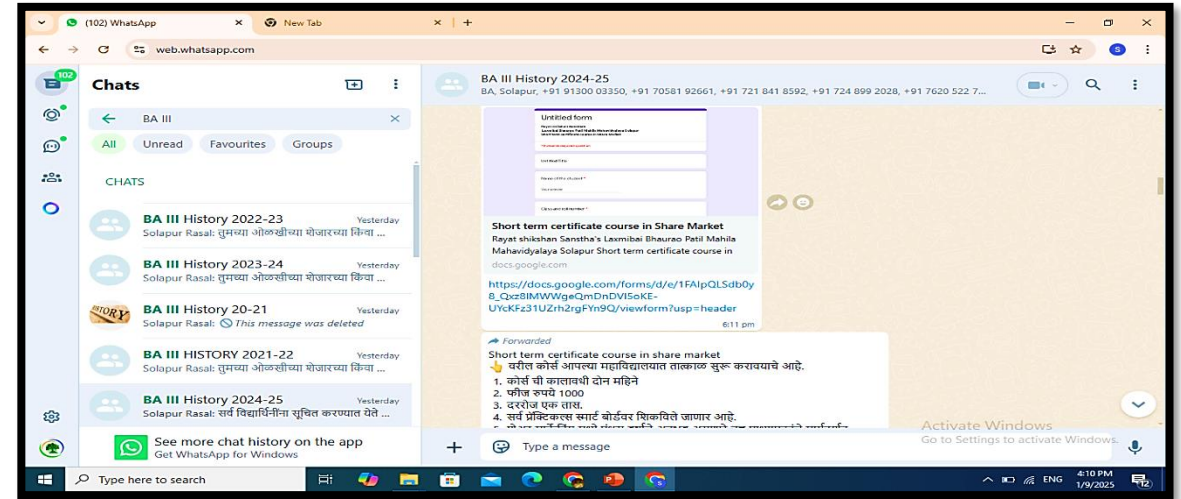 (102) WhatsApp
New Tab
web.whatsapp.com
102
Chats
BA III
All Unread Favourites Groups
CHATS
BA III History 2022-23 Yesterday
Solapur Rasal: तुमच्या ओळखीच्या शेजारच्या किंवा ...
BA III History 2023-24 Yesterday
Solapur Rasal: तुमच्या ओळखीच्या शेजारच्या किंवा ...
BA III History 20-21 Yesterday
Solapur Rasal: This message was deleted
BA III HISTORY 2021-22 Yesterday
Solapur Rasal: तुमच्या ओळखीच्या शेजारच्या किंवा ...
BA III History 2024-25 Yesterday
Solapur Rasal: सर्व विद्यार्थिनींना सूचित करण्यात येते ...
See more chat history on the app
Get WhatsApp for Windows
BA III History 2024-25
BA, Solapur, +91 91300 03350, +91 70581 92661, +91 721 841 8592, +91 724 899 2028, +91 7620 522 7...
Untitled form
Short term certificate course in Share Market
Rayat shikshan Sanstha's Laxmibai Bhaurao Patil Mahila
Mahavidyalaya Solapur Short term certificate course in
docs.google.com
https://docs.google.com/forms/d/e/1FAIpQLSdb0y
8_Qxz8IMWWgeQmDnDVI5oKE-
UYcKFz31UZrh2rgFYn9Q/viewform?usp=header
6:11 pm
Forwarded
Short term certificate course in share market
वरील कोर्स आपल्या महाविद्यालयात तात्काळ सुरू करावयाचे आहे.
1. कोर्स ची कालावधी दोन महिने
2. फीज रुपये 1000
3. दररोज एक तास.
4. सर्व प्रॅक्टिकल्स स्मार्ट बोर्डवर शिकविले जाणार आहे.
Type a message
Activate Windows
Go to Settings to activate Windows.
Type here to search
ENG
4:10 PM
1/9/2025